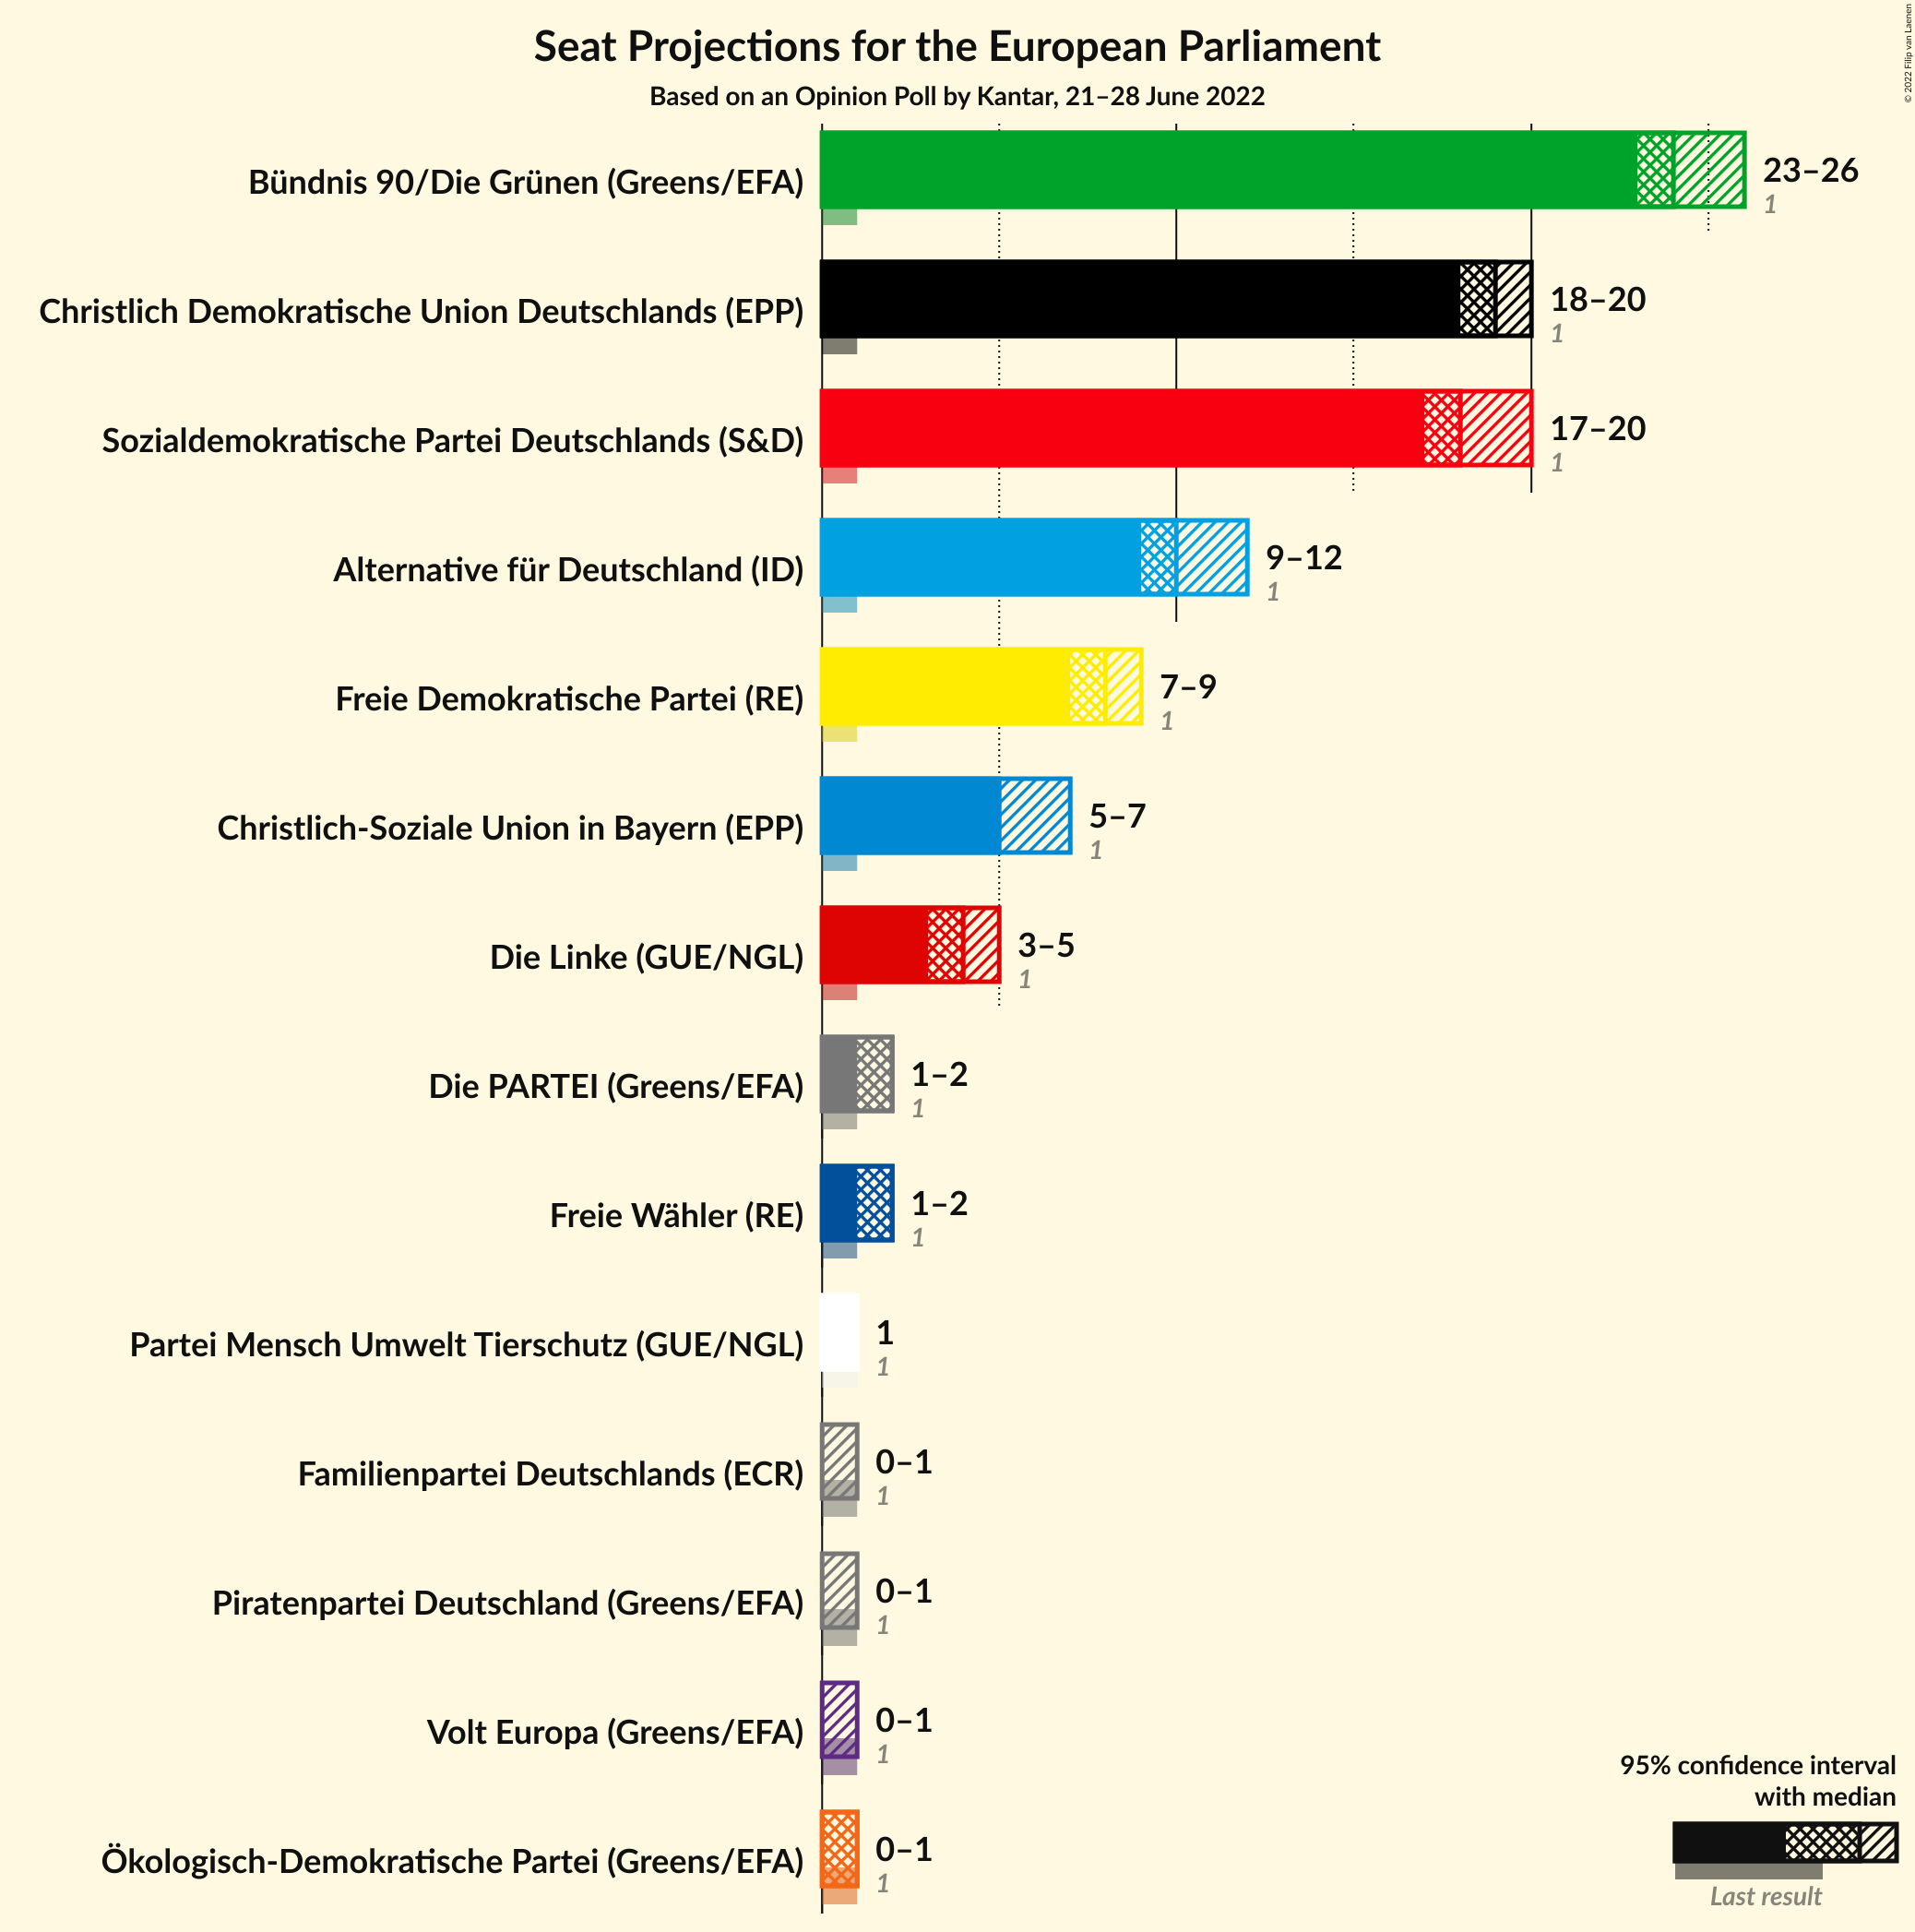 Seat Projections for the European Parliament
Based on an Opinion Poll by Kantar, 21–28 June 2022
© 2022 Filip van Laenen
Bündnis 90/Die Grünen (Greens/EFA)
23–26
1
Christlich Demokratische Union Deutschlands (EPP)
18–20
1
Sozialdemokratische Partei Deutschlands (S&D)
17–20
1
Alternative für Deutschland (ID)
9–12
1
Freie Demokratische Partei (RE)
7–9
1
Christlich-Soziale Union in Bayern (EPP)
5–7
1
Die Linke (GUE/NGL)
3–5
1
Die PARTEI (Greens/EFA)
1–2
1
Freie Wähler (RE)
1–2
1
Partei Mensch Umwelt Tierschutz (GUE/NGL)
1
1
Familienpartei Deutschlands (ECR)
0–1
1
Piratenpartei Deutschland (Greens/EFA)
0–1
1
Volt Europa (Greens/EFA)
0–1
1
Ökologisch-Demokratische Partei (Greens/EFA)
0–1
1
95% confidence interval
with median
Last result